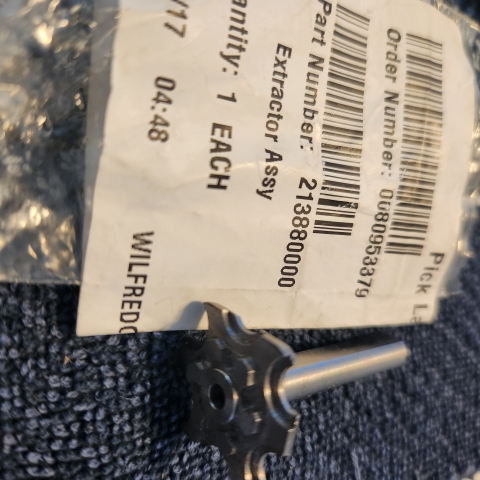 Pick L
Order Number: 0080953379
Part Number: 213880000
Extractor Assy
antity: 1 EACH
/17 04:48
WILFREDO